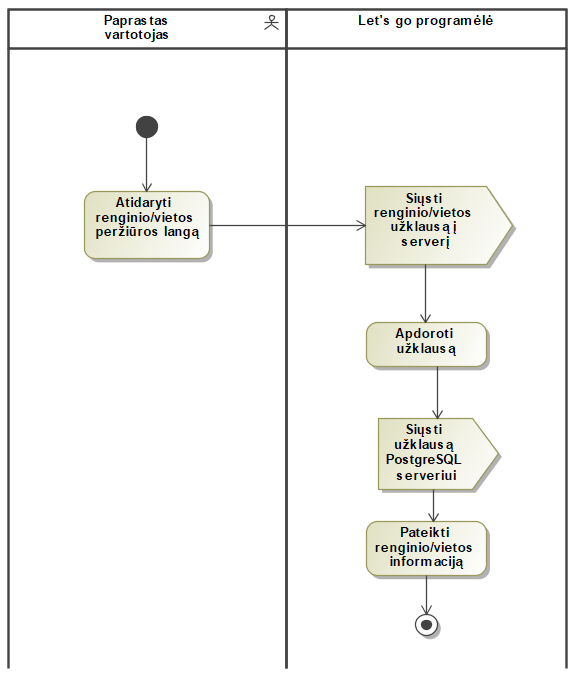 Paprastas
vartotojas
Let's go programėlė
Atidaryti
renginio/vietos
peržiūros langą
Siųsti
renginio/vietos
užklausą į
serverį
Apdoroti
užklausą
Siųsti
užklausą
PostgreSQL
serveriui
Pateikti
renginio/vietos
informaciją